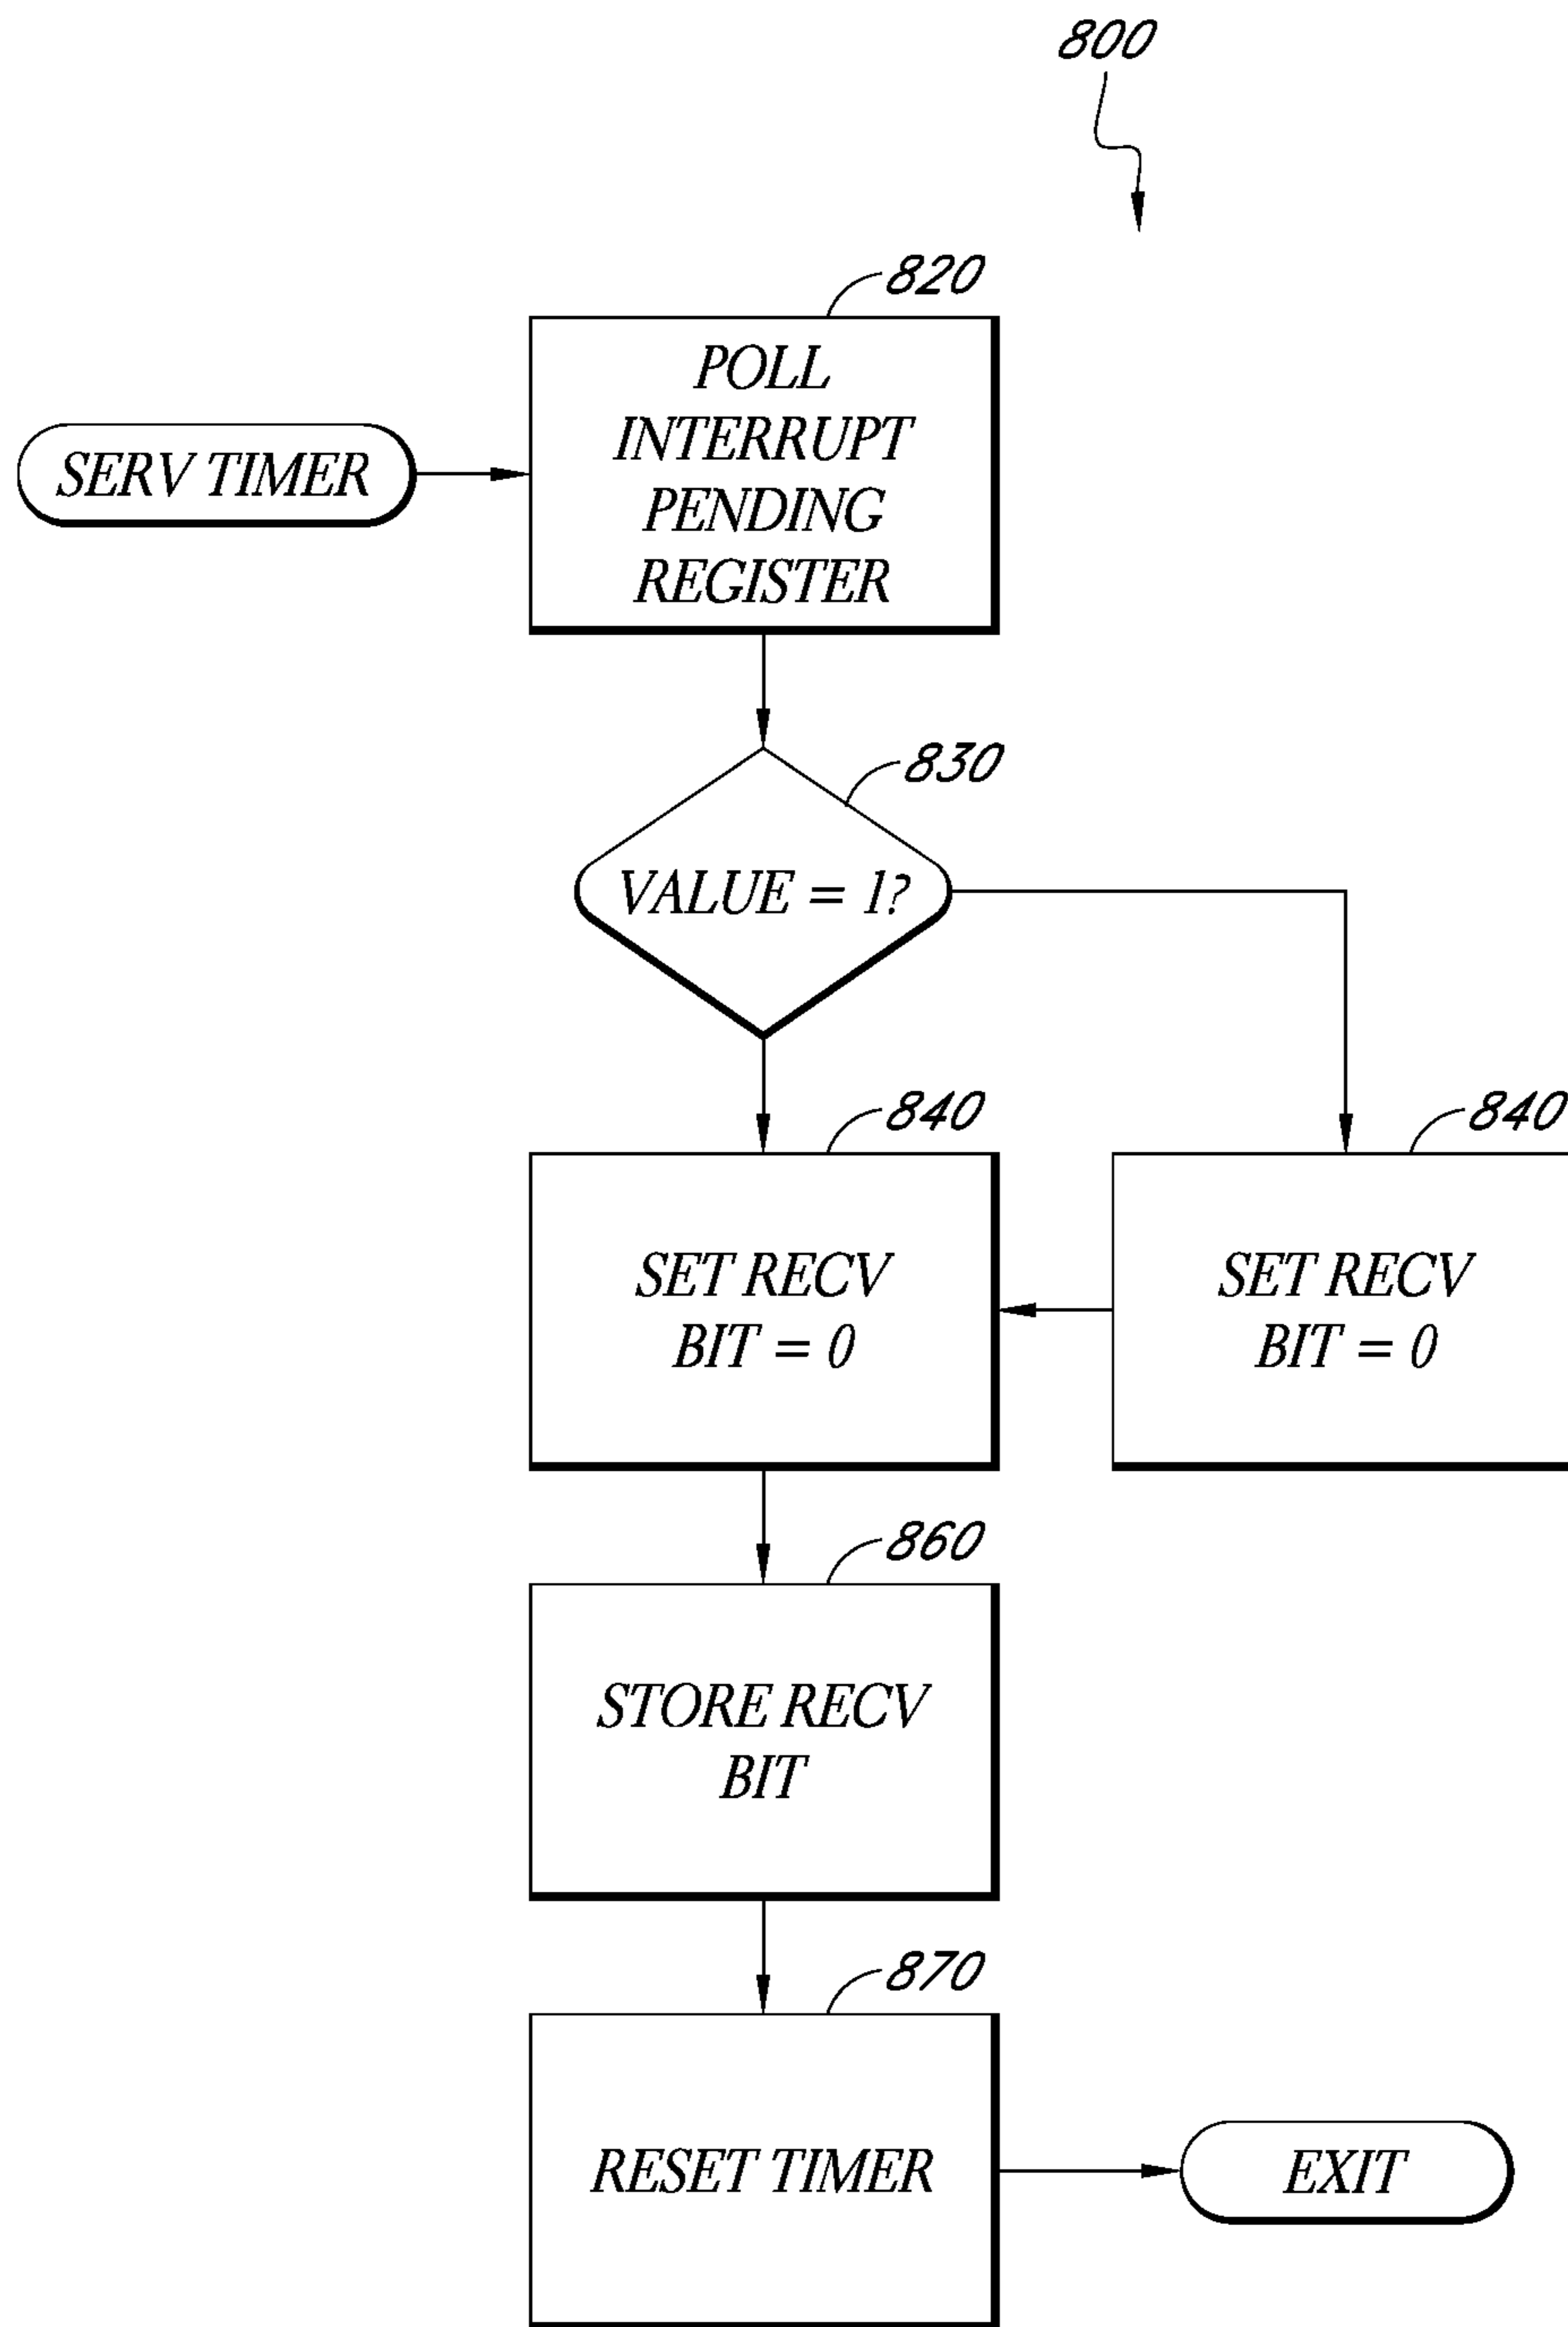 800
820
POLL
INTERRUPT
PENDING
REGISTER
SERV TIMER
830
VALUE = 1?
840
SET RECV
BIT = 0
840
SET RECV
BIT = 0
860
STORE RECV
BIT
870
RESET TIMER
EXIT